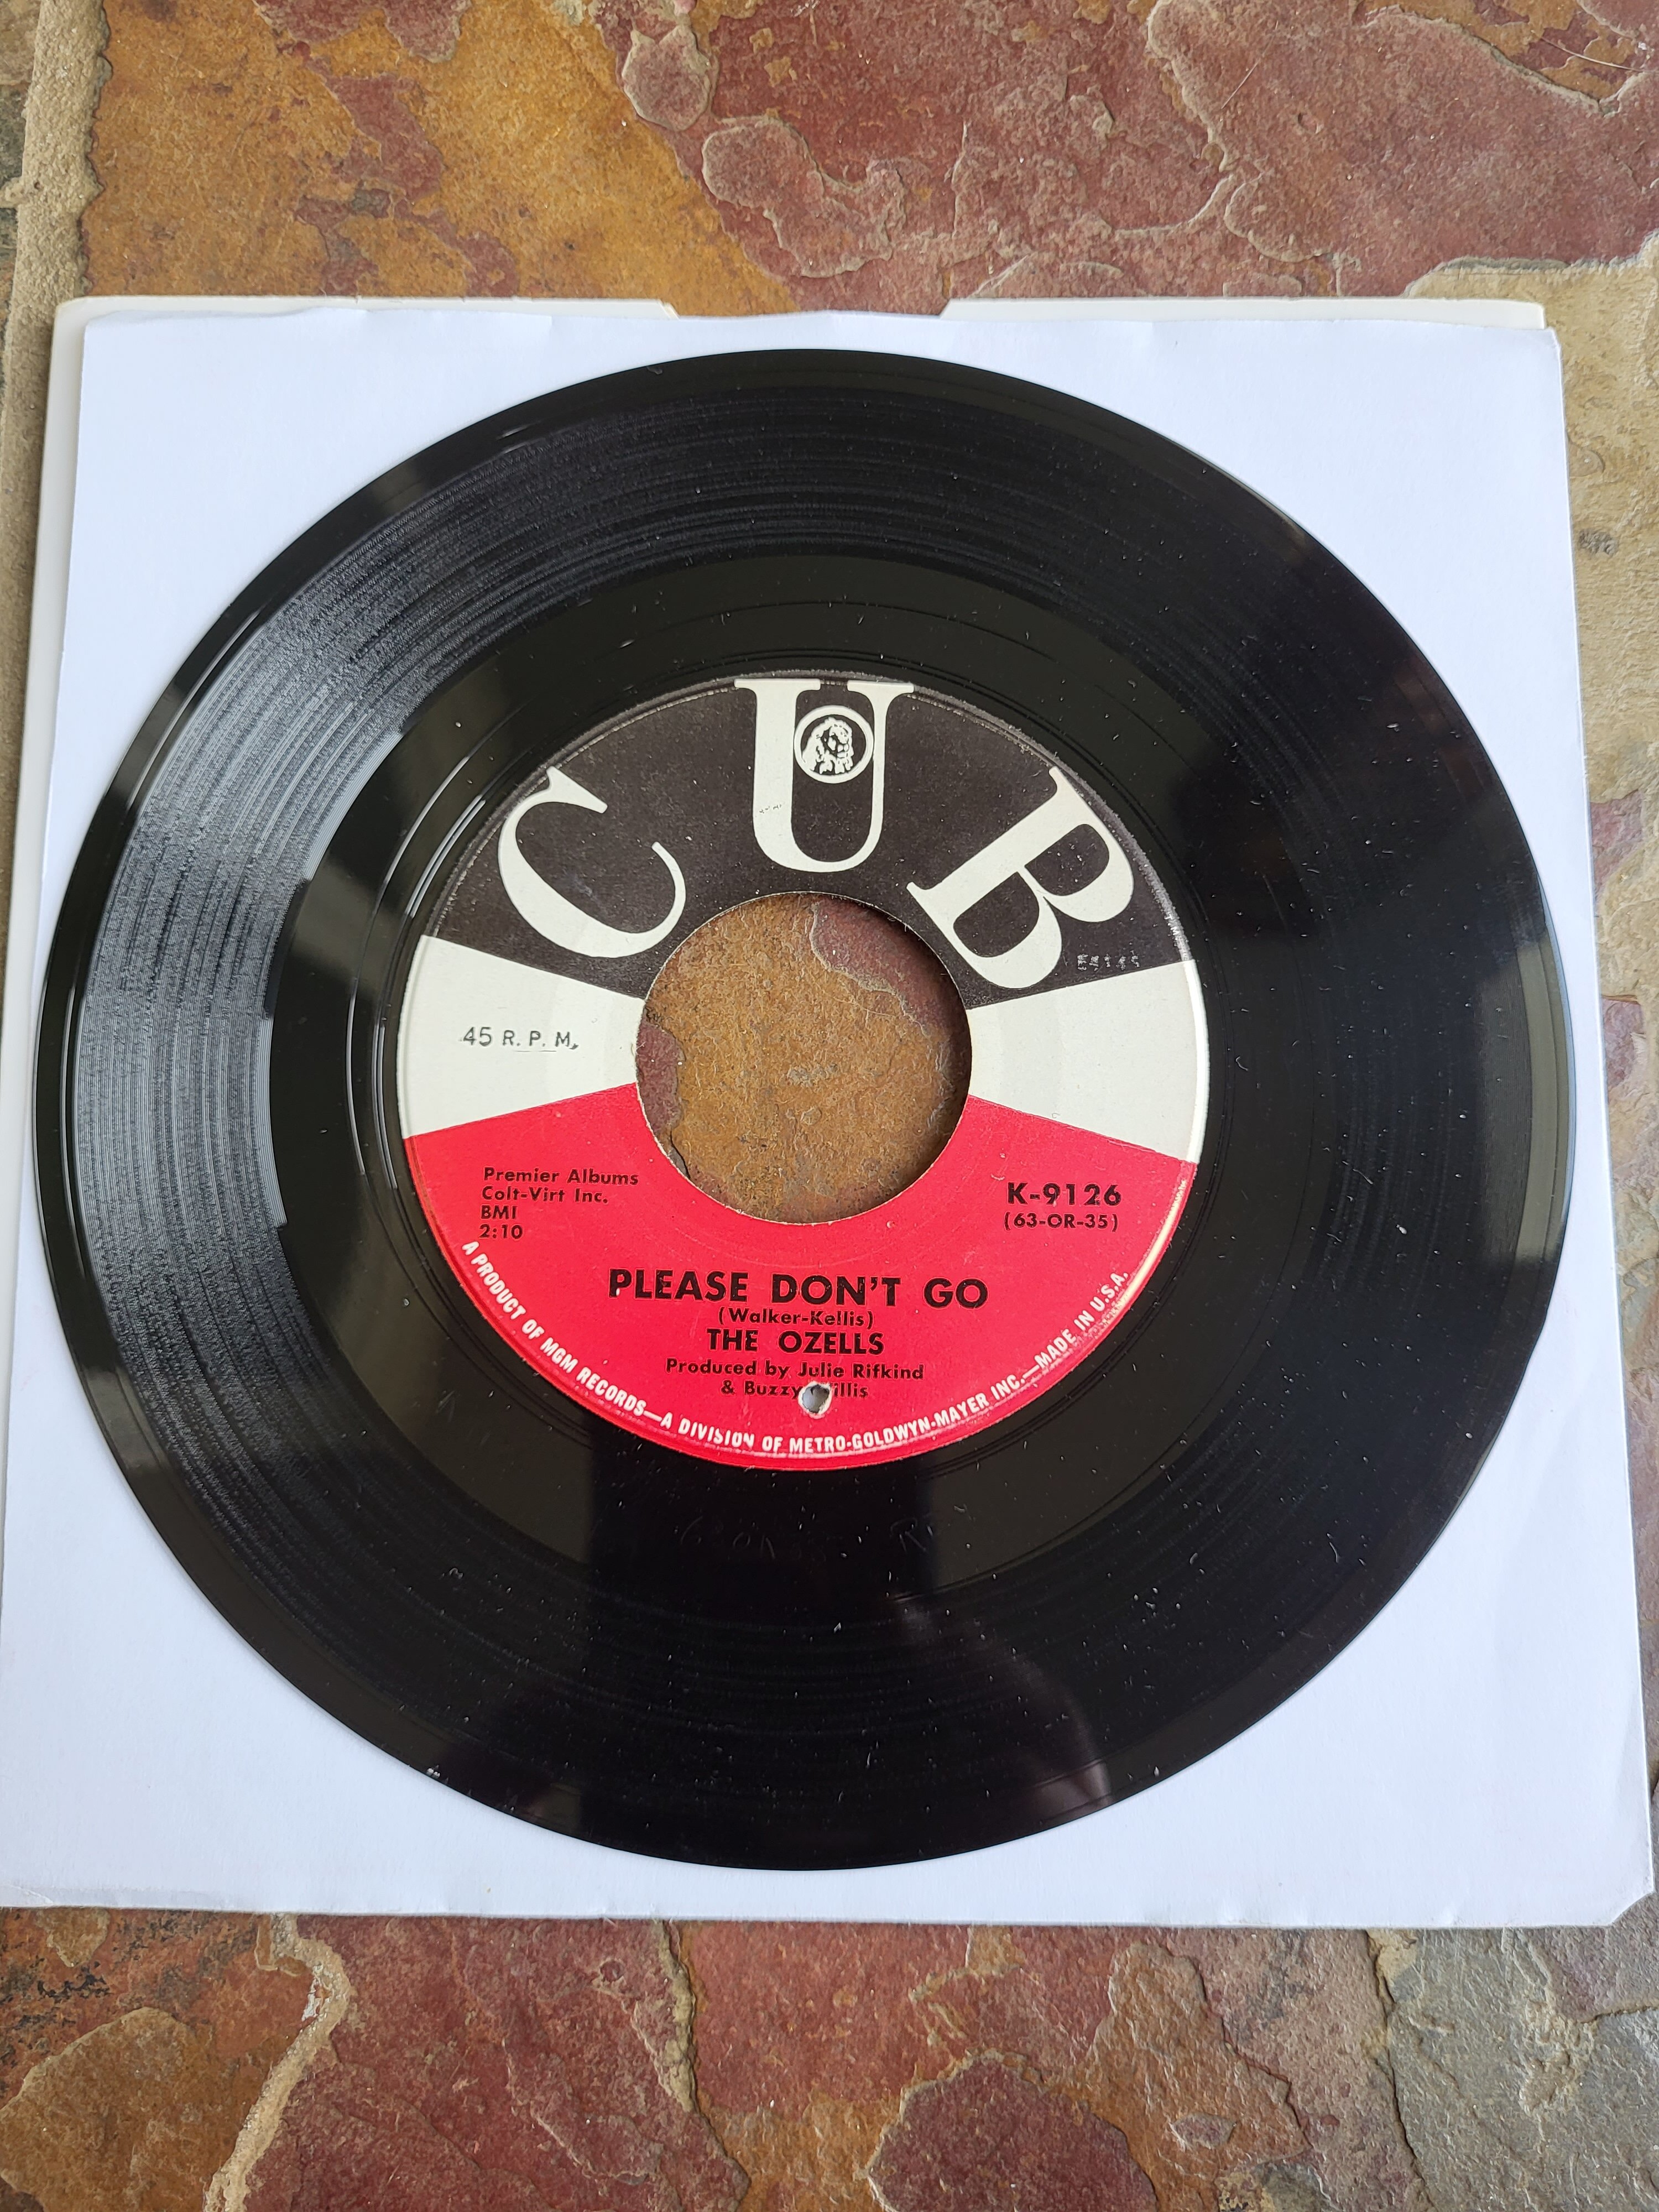 CUB
45 R.P.M.
Premier Albums
Colt-Virt Inc.
BMI
2:10
K-9126
(63-OR-35)
PLEASE DON'T GO
(Walker-Kellis)
THE OZELLS
Produced by Julie Rifkind
& Buzzy
A PRODUCT OF MGM RECORDS—A DIVISION OF METRO-GOLDWYN-MAYER INC.—MADE IN U.S.A.